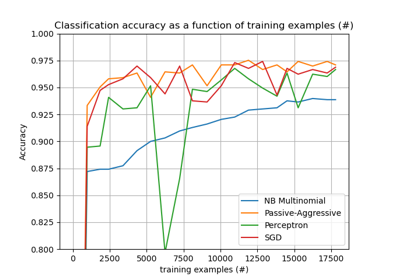 Classification accuracy as a function of training examples (#)
1.000
0.975
0.950
0.925
0.900
0.875
0.850
0.825
0.800
Accuracy
0 2500 5000 7500 10000 12500 15000 17500
training examples (#)
NB Multinomial
Passive-Aggressive
Perceptron
SGD